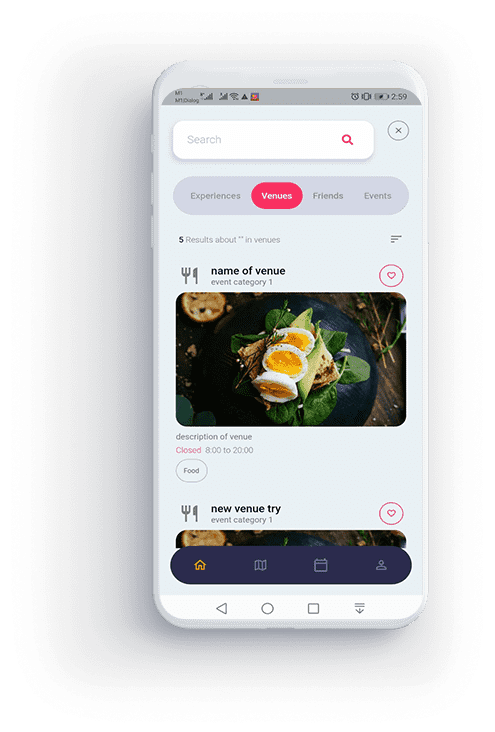 M1
M1Dialog
2:59
Search
Experiences
Venues
Friends
Events
5 Results about "" in venues
name of venue
event category 1
description of venue
Closed 8:00 to 20:00
Food
new venue try
event category 1